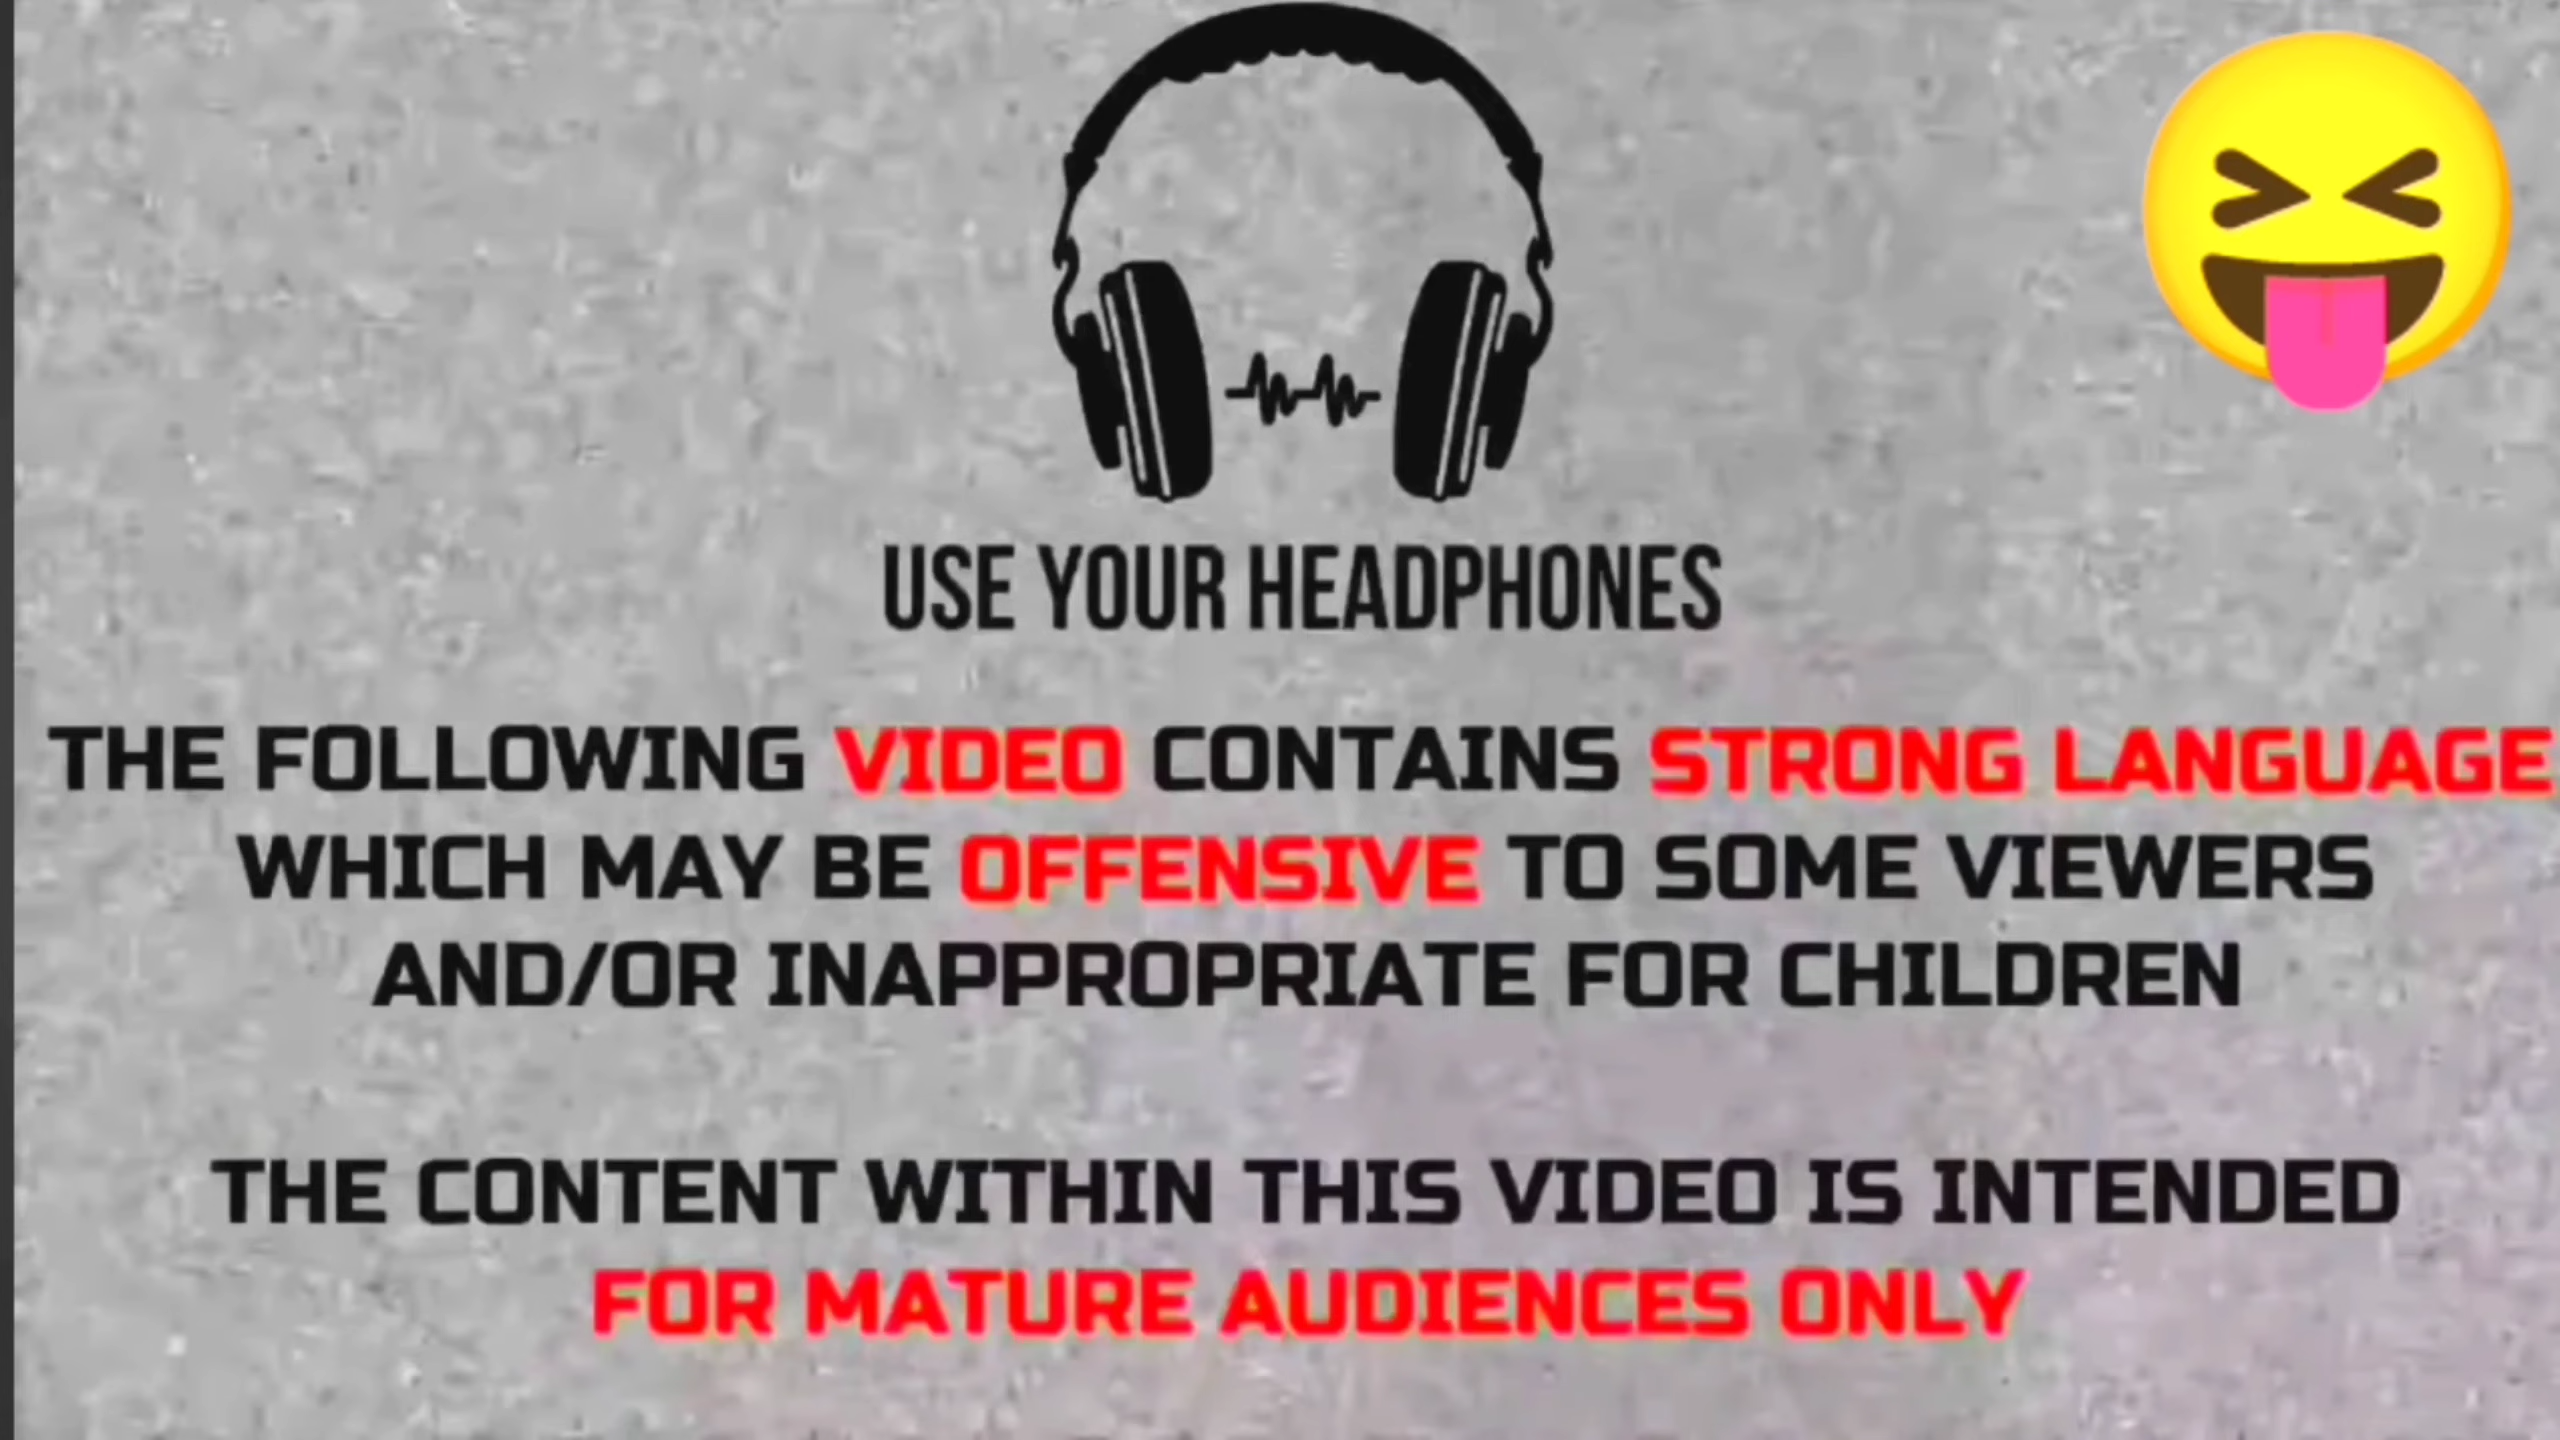 USE YOUR HEADPHONES
THE FOLLOWING VIDEO CONTAINS STRONG LANGUAGE
WHICH MAY BE OFFENSIVE TO SOME VIEWERS
AND/OR INAPPROPRIATE FOR CHILDREN
THE CONTENT WITHIN THIS VIDEO IS INTENDED
FOR MATURE AUDIENCES ONLY